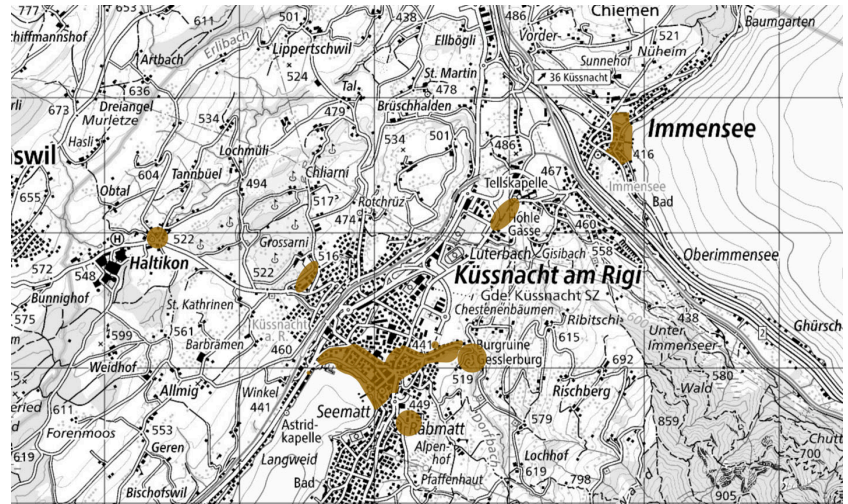 653
611
501
438
486
Chiemen
Baumgarten
chiffmannshof
Artbach
Erlibach
Lippertschwil
Ellbögli
Vorder-
Sunnehof
Nüheim
521
524
St. Martin
478
36 Küssnacht
636
Dreiangel
Murletze
Tal
479
Brüschhalden
673
534
Hasli
Lochmüli
534
501
486
Immensee
416
swil
Chliarni
467
604
Tannbüel
494
Tellskapelle
Immensee
655
Obtal
517
Rotchrüz
474
Hohle
Gasse
460
Bad
H
522
Grossarni
516
Luterbach
Gisibach
558
Oberimmensee
572
548
Haltikon
522
Küssnacht am Rigi
Bunnighof
St. Kathrinen
Gde. Küssnacht SZ
575
561
Küssnacht
a. R.
Chestenenbäumen
Ribitschi
600
438
Ghürsch
599
Barbrämen
460
441
Burgruine
Gesslerburg
615
Unter
Immenseer
2
Weidhof
Allmig
Winkel
441
519
692
580
Rischberg
Wald
611
Seematt
449
Forenmoos
553
Geren
Astrid-
kapelle
Rabmatt
579
859
Chutt
Langweid
Alpen-
hof
Lochhof
700
619
Bad
619
798
Bischofswil
Pfaffenhaut
905